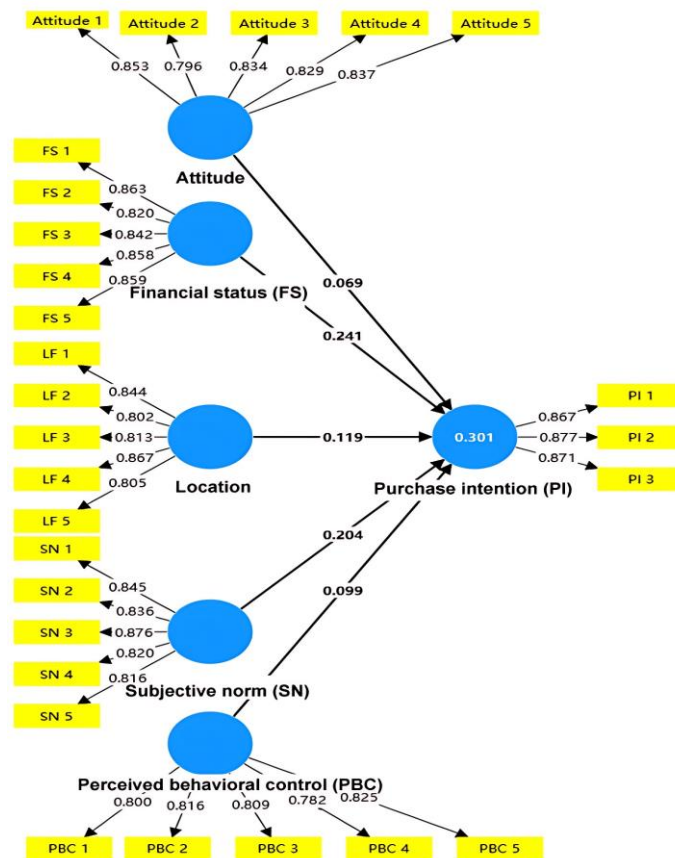 Attitude 1
Attitude 2
Attitude 3
Attitude 4
Attitude 5
0.853
0.796
0.834
0.829
0.837
Attitude
FS 1
FS 2
FS 3
FS 4
FS 5
0.863
0.820
0.842
0.858
0.859
Financial status (FS)
0.069
0.241
LF 1
LF 2
LF 3
LF 4
LF 5
0.844
0.802
0.813
0.867
0.805
Location
0.119
0.301
Purchase intention (PI)
0.867
0.877
0.871
PI 1
PI 2
PI 3
SN 1
SN 2
SN 3
SN 4
SN 5
0.845
0.836
0.876
0.820
0.816
Subjective norm (SN)
0.204
0.099
Perceived behavioral control (PBC)
0.800
0.816
0.809
0.782
0.825
PBC 1
PBC 2
PBC 3
PBC 4
PBC 5